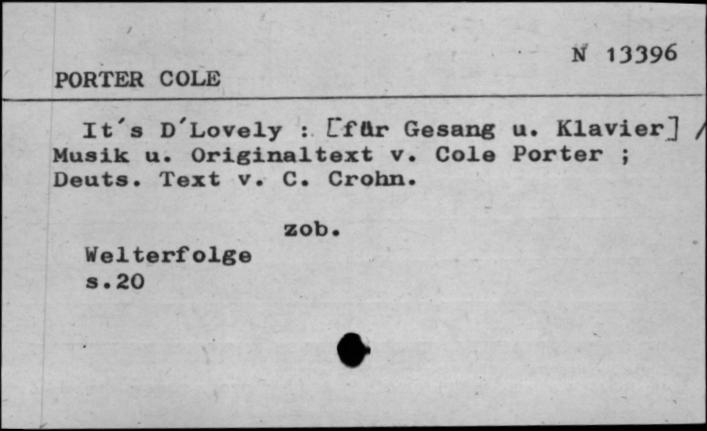 N 13396
PORTER COLE
It's D'Lovely : [für Gesang u. Klavier] /
Musik u. Originaltext v. Cole Porter ;
Deuts. Text v. C. Crohn.
zob.
Welterfolge
s.20